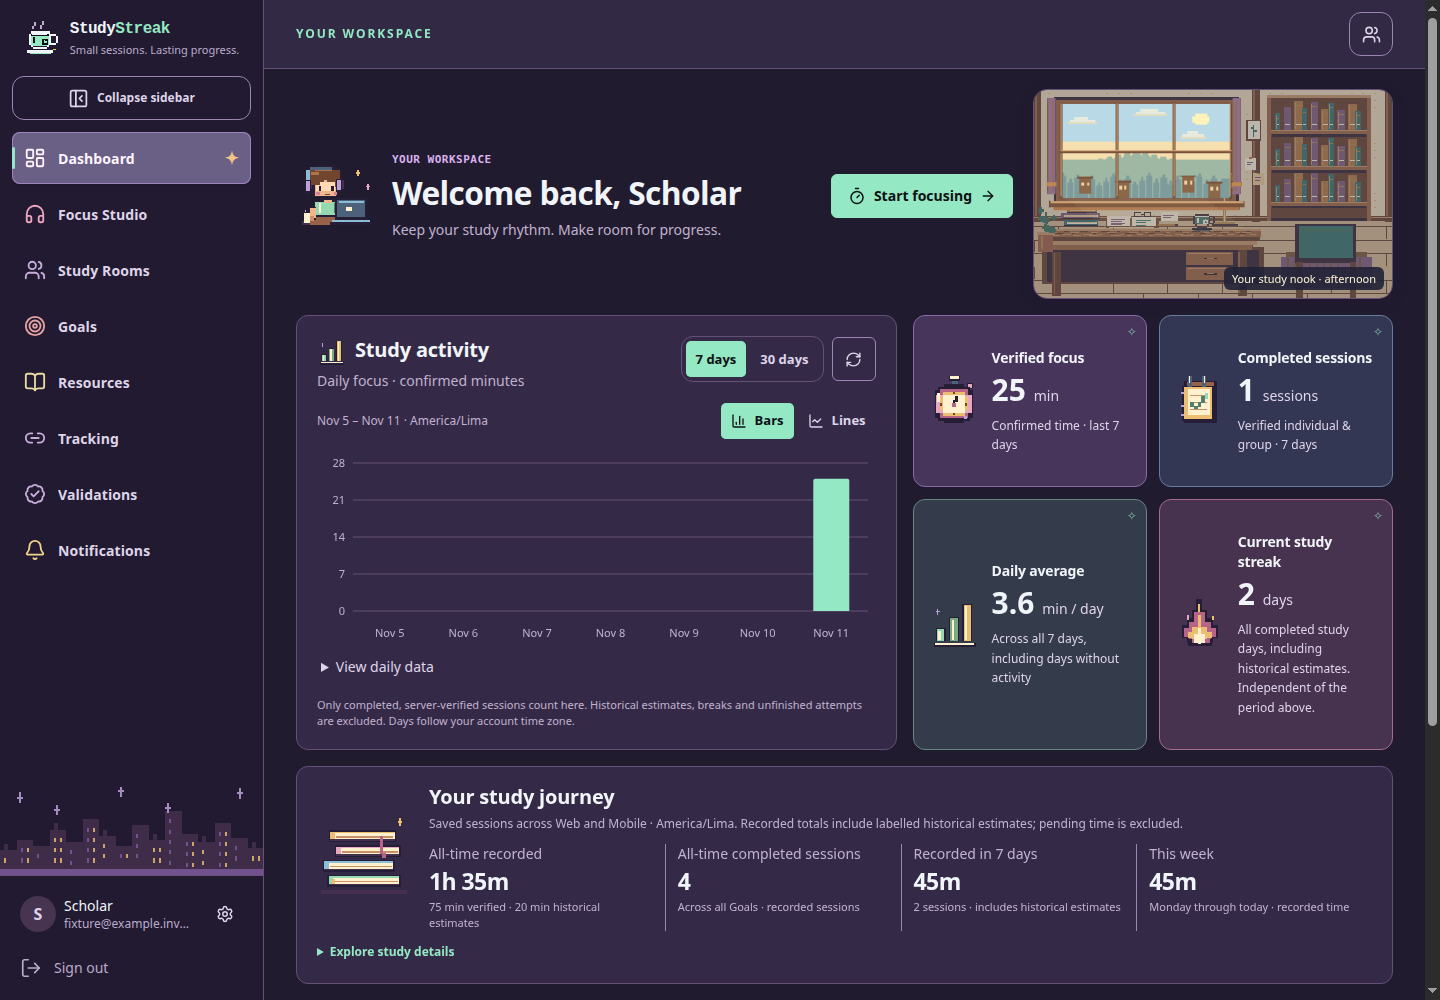 StudyStreak
Small sessions. Lasting progress.
Collapse sidebar
Dashboard
Focus Studio
Study Rooms
Goals
Resources
Tracking
Validations
Notifications
S
Scholar
fixture@example.inv...
Sign out
YOUR WORKSPACE
YOUR WORKSPACE
Welcome back, Scholar
Keep your study rhythm. Make room for progress.
Start focusing
Your study nook · afternoon
Study activity
7 days
30 days
Daily focus · confirmed minutes
Nov 5 – Nov 11 · America/Lima
Bars
Lines
28
21
14
7
0
Nov 5
Nov 6
Nov 7
Nov 8
Nov 9
Nov 10
Nov 11
View daily data
Only completed, server-verified sessions count here. Historical estimates, breaks and unfinished attempts
are excluded. Days follow your account time zone.
Verified focus
25 min
Confirmed time · last 7
days
Completed sessions
1 sessions
Verified individual &
group · 7 days
Daily average
3.6 min / day
Across all 7 days,
including days without
activity
Current study
streak
2 days
All completed study
days, including
historical estimates.
Independent of the
period above.
Your study journey
Saved sessions across Web and Mobile · America/Lima. Recorded totals include labelled historical estimates; pending time is excluded.
All-time recorded
1h 35m
75 min verified · 20 min historical
estimates
All-time completed sessions
4
Across all Goals · recorded sessions
Recorded in 7 days
45m
2 sessions · includes historical estimates
This week
45m
Monday through today · recorded time
Explore study details